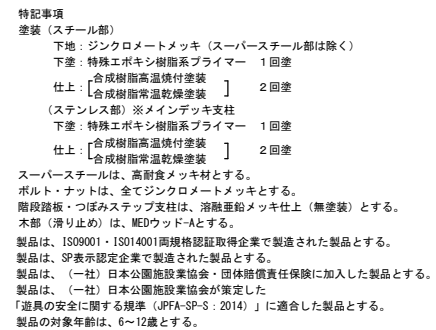 特記事項
塗装（スチール部）
下地：ジンクロメートメッキ（スーパースチール部は除く）
下塗：特殊エポキシ樹脂系プライマー　１回塗
合成樹脂高温焼付塗装
仕上：[　]　２回塗
合成樹脂常温乾燥塗装
（ステンレス部）※メインデッキ支柱
下塗：特殊エポキシ樹脂系プライマー　１回塗
合成樹脂高温焼付塗装
仕上：[　]　２回塗
合成樹脂常温乾燥塗装
スーパースチールは、高耐食メッキ材とする。
ボルト・ナットは、全てジンクロメートメッキとする。
階段踏板・つぼみステップ支柱は、溶融亜鉛メッキ仕上（無塗装）とする。
木部（滑り止め）は、MEDウッド-Aとする。
製品は、ISO9001・ISO14001両規格認証取得企業で製造された製品とする。
製品は、SP表示認定企業で製造された製品とする。
製品は、（一社）日本公園施設業協会・団体賠償責任保険に加入した製品とする。
製品は、（一社）日本公園施設業協会が策定した
「遊具の安全に関する規準（JPFA-SP-S：2014）」に適合した製品とする。
製品の対象年齢は、6～12歳とする。